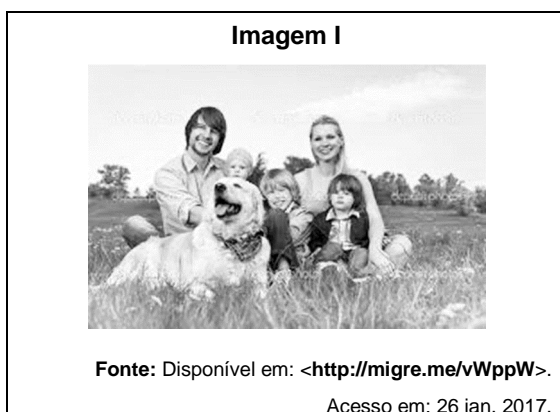 Imagem I
Fonte: Disponível em: <http://migre.me/vWppW>.
Acesso em: 26 jan. 2017.